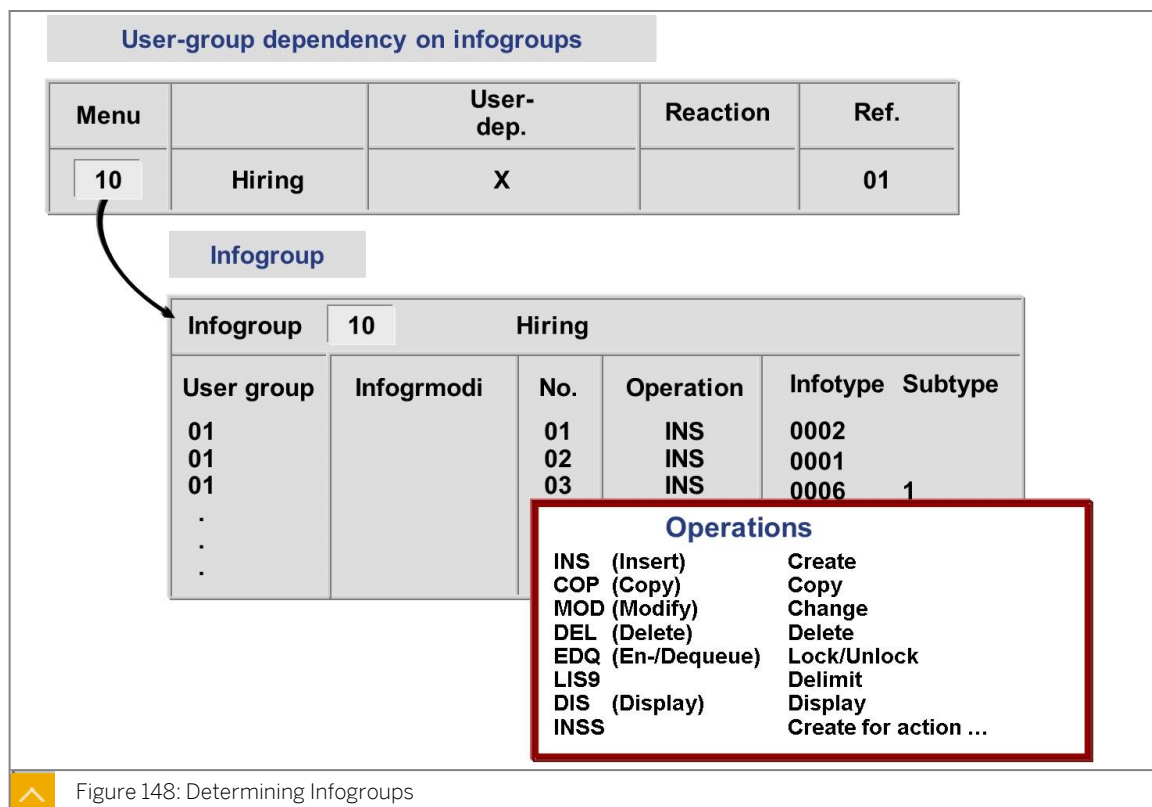 User-group dependency on infogroups
Menu User-dep. Reaction Ref.
10 Hiring X 01
Infogroup
Infogroup 10 Hiring
User group Infogrmodi No. Operation Infotype Subtype
01 01 INS 0002
01 02 INS 0001
01 03 INS 0006 1
.
.
.
Operations
INS (Insert) Create
COP (Copy) Copy
MOD (Modify) Change
DEL (Delete) Delete
EDQ (En-/Dequeue) Lock/Unlock
LIS9 Delimit
DIS (Display) Display
INSS Create for action ...
Figure 148: Determining Infogroups